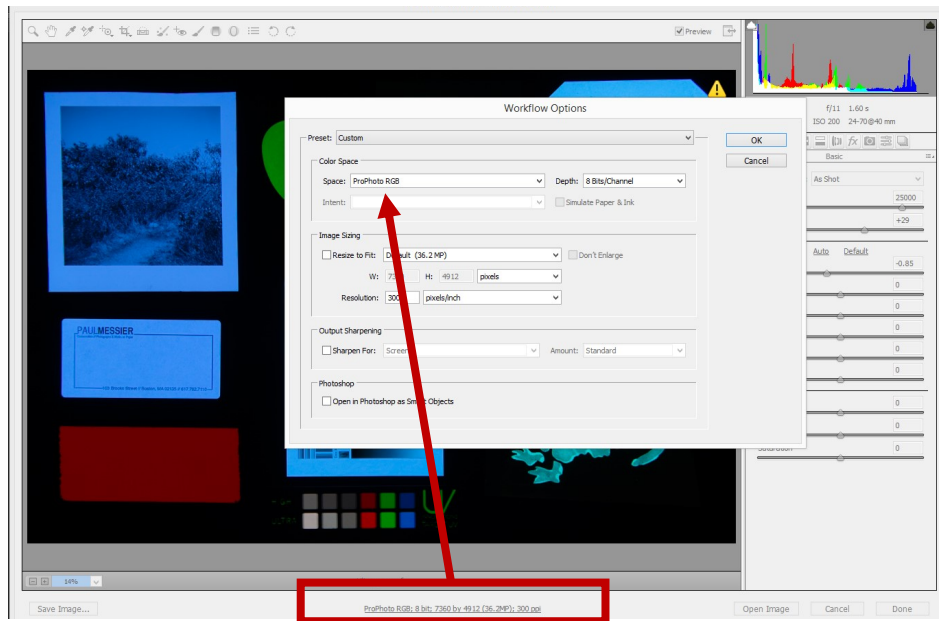 Preview
Workflow Options
Preset: Custom
OK
Cancel
Color Space
Space: ProPhoto RGB
Depth: 8 Bits/Channel
Intent:
Simulate Paper & Ink
Image Sizing
Resize to Fit: (36.2 MP)
Don't Enlarge
W: H: 4912 pixels
Resolution: pixels/inch
Output Sharpening
Sharpen For: Screen
Amount: Standard
Photoshop
Open in Photoshop as Smart Objects
f/11 1.60 s
ISO 200 24-70@40 mm
fx
Basic
As Shot
25000
+29
Auto Default
-0.85
0
0
0
0
0
0
0
0
PAULMESSIER
UV
14%
Save Image...
ProPhoto RGB; 8 bit; 7360 by 4912 (36.2MP); 300 ppi
Open Image
Cancel
Done